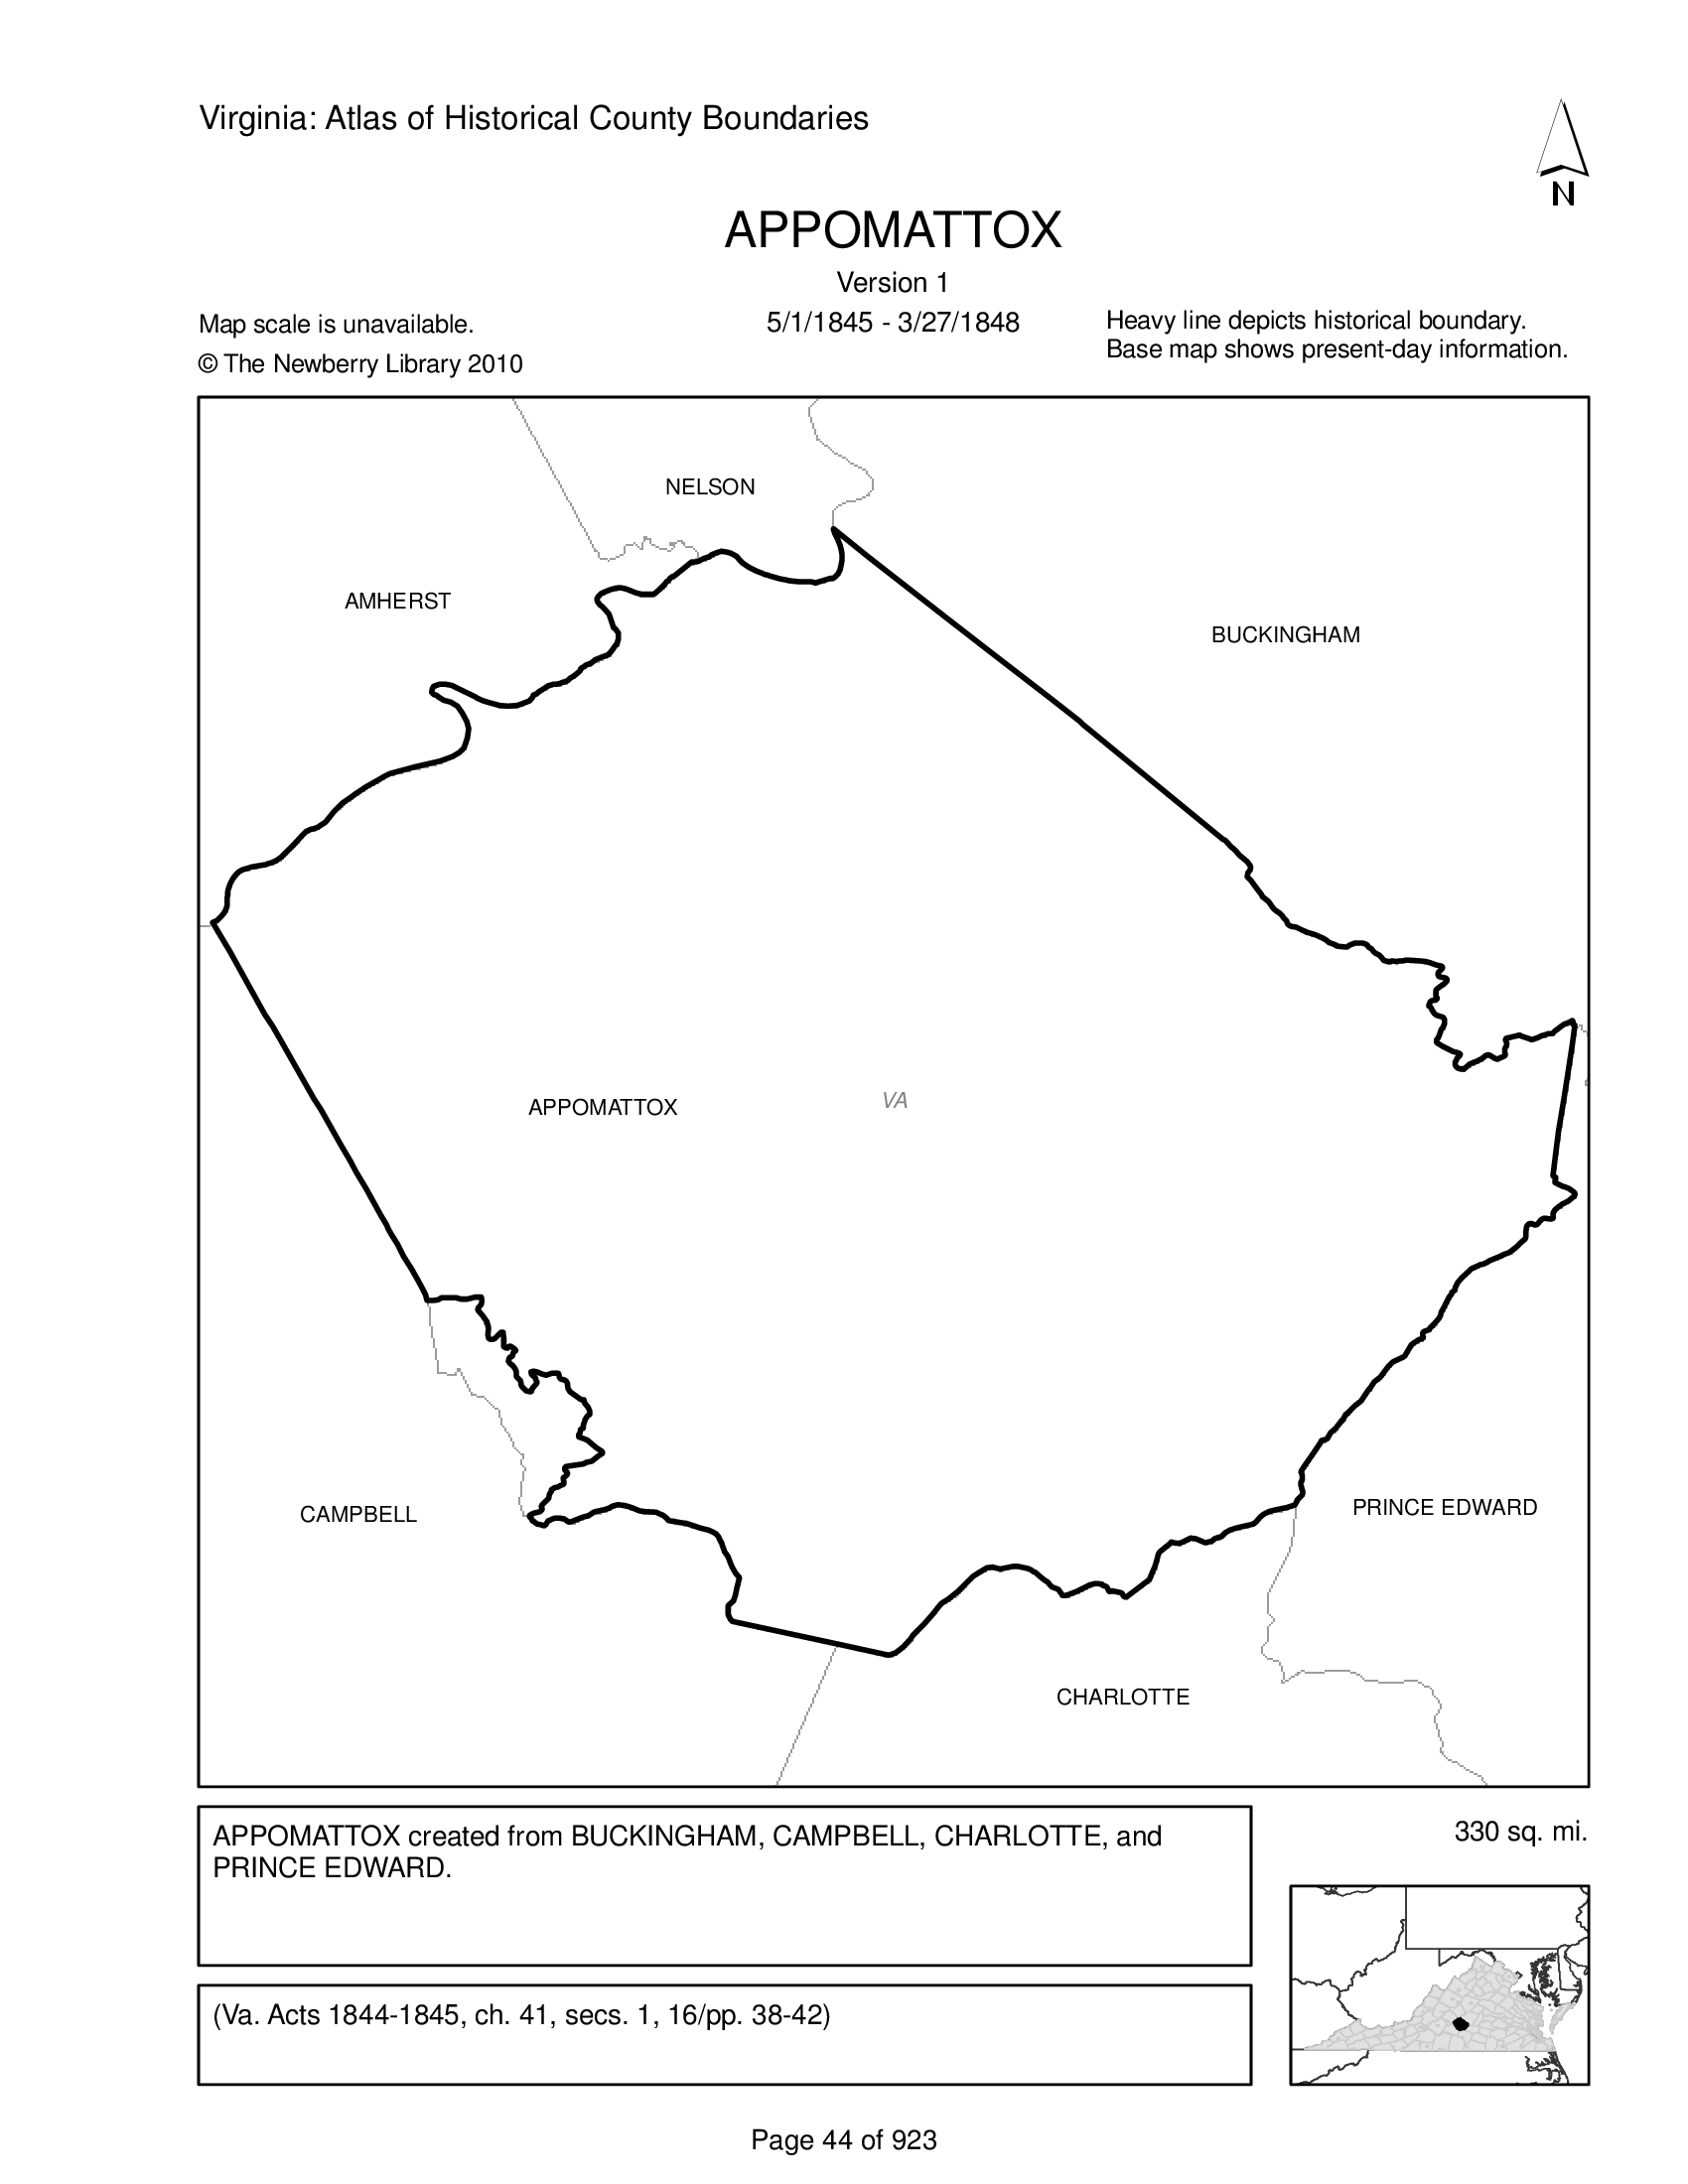 Virginia: Atlas of Historical County Boundaries
N
APPOMATTOX
Version 1
5/1/1845 - 3/27/1848
Map scale is unavailable.
© The Newberry Library 2010
Heavy line depicts historical boundary.
Base map shows present-day information.
NELSON
AMHERST
BUCKINGHAM
APPOMATTOX
VA
CAMPBELL
PRINCE EDWARD
CHARLOTTE
APPOMATTOX created from BUCKINGHAM, CAMPBELL, CHARLOTTE, and
PRINCE EDWARD.
330 sq. mi.
(Va. Acts 1844-1845, ch. 41, secs. 1, 16/pp. 38-42)
Page 44 of 923